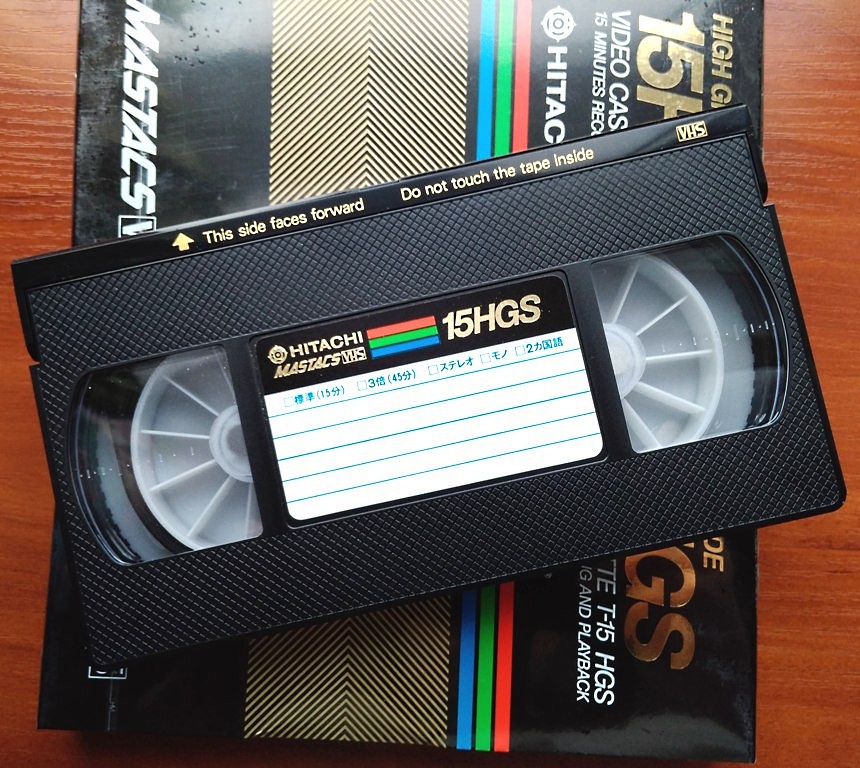 This side faces forward Do not touch the tape inside VHS
HITACHI
MASTACS VHS
15HGS
□標準(15分) □3倍(45分) □ステレオ □モノ □2カ国語
MASTACS
HITAC
VIDEO CAS
15 MINUTES REC
15H
HIGH G
DE
GS
TTE T-15 HGS
NG AND PLAYBACK